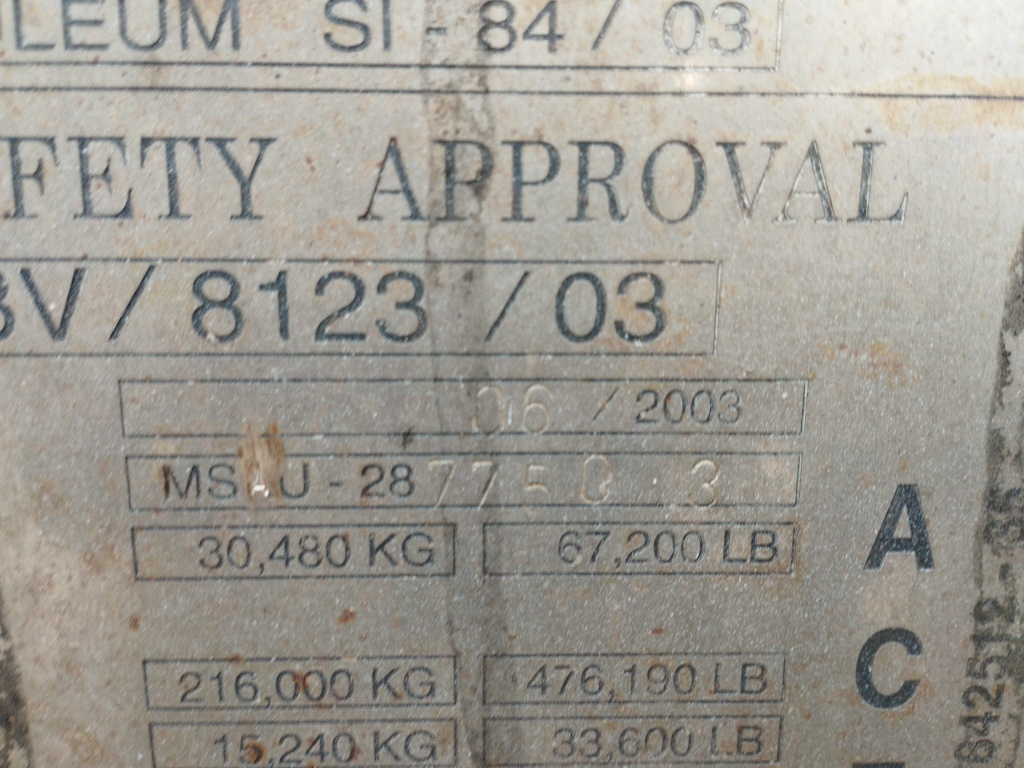 LEUM SI - 84 / 03
FETY APPROVAL
BV / 8123 / 03
06 / 2003
30,480 KG 67,200 LB
A
216,000 KG 476,190 LB
C
15,240 KG 33,600 LB